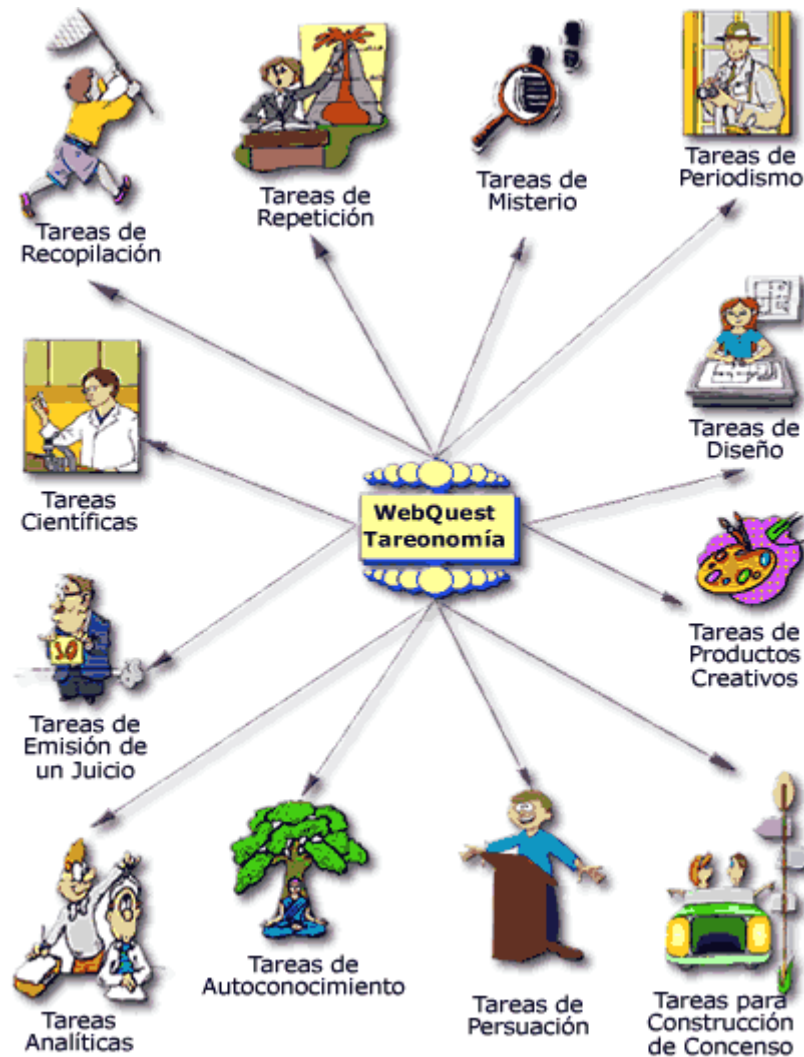 Tareas de
Recopilación
Tareas de
Repetición
Tareas de
Misterio
Tareas de
Periodismo
Tareas
Científicas
WebQuest
Tareonomía
Tareas de
Diseño
Tareas de
Productos
Creativos
10
Tareas de
Emisión de
un Juicio
Tareas
Analíticas
Tareas de
Autoconocimiento
Tareas de
Persuación
Tareas para
Construcción
de Concenso